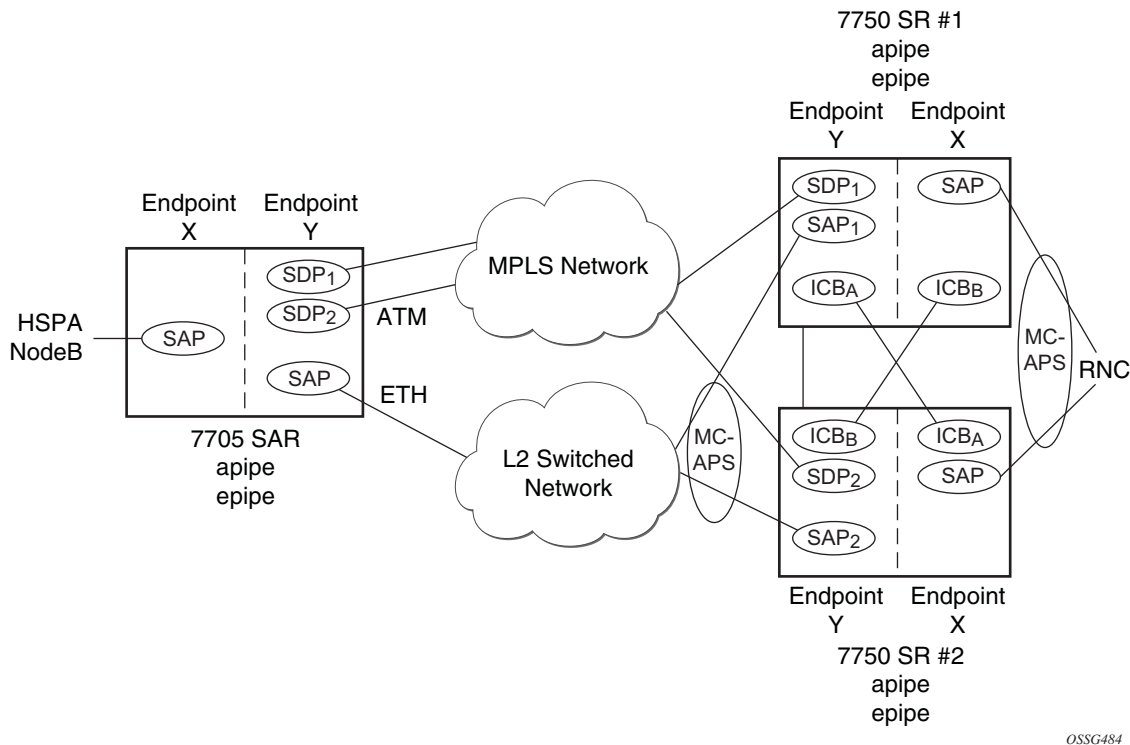 7750 SR #1
apipe
epipe
Endpoint Y
Endpoint X
SDP1
SAP
SAP1
ICBA
ICBB
Endpoint X
Endpoint Y
SDP1
SDP2
SAP
SAP
HSPA
NodeB
ATM
ETH
7705 SAR
apipe
epipe
MPLS Network
L2 Switched
Network
MC-
APS
MC-
APS
RNC
ICBB
ICBA
SDP2
SAP
SAP2
Endpoint Y
Endpoint X
7750 SR #2
apipe
epipe
OSSG484